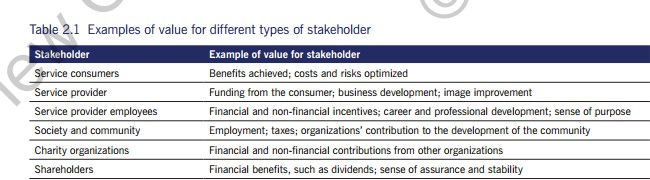 Table 2.1 Examples of value for different types of stakeholder
Stakeholder Example of value for stakeholder
Service consumers Benefits achieved; costs and risks optimized
Service provider Funding from the consumer; business development; image improvement
Service provider employees Financial and non-financial incentives; career and professional development; sense of purpose
Society and community Employment; taxes; organizations' contribution to the development of the community
Charity organizations Financial and non-financial contributions from other organizations
Shareholders Financial benefits, such as dividends; sense of assurance and stability